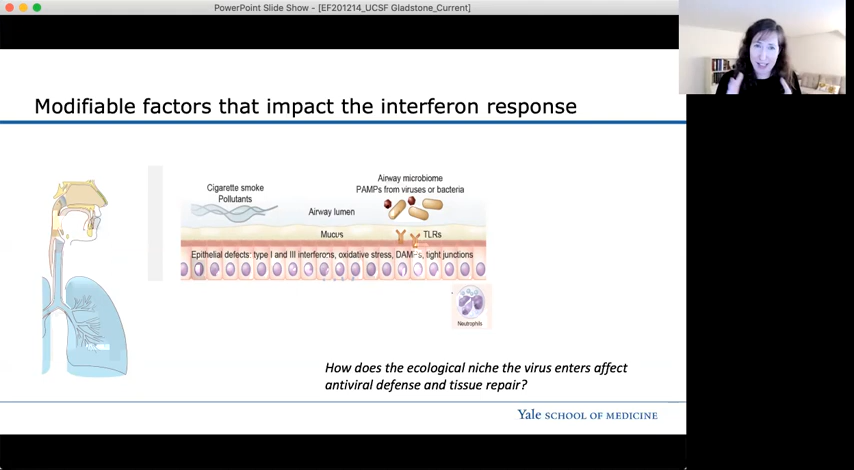 PowerPoint Slide Show - [EF201214_UCSF Gladstone_Current]
Modifiable factors that impact the interferon response
Cigarette smoke
Pollutants
Airway microbiome
PAMPs from viruses or bacteria
Airway lumen
Mucus
TLRs
Epithelial defects: type I and III interferons, oxidative stress, DAMPs, tight junctions
Neutrophils
How does the ecological niche the virus enters affect
antiviral defense and tissue repair?
Yale SCHOOL OF MEDICINE